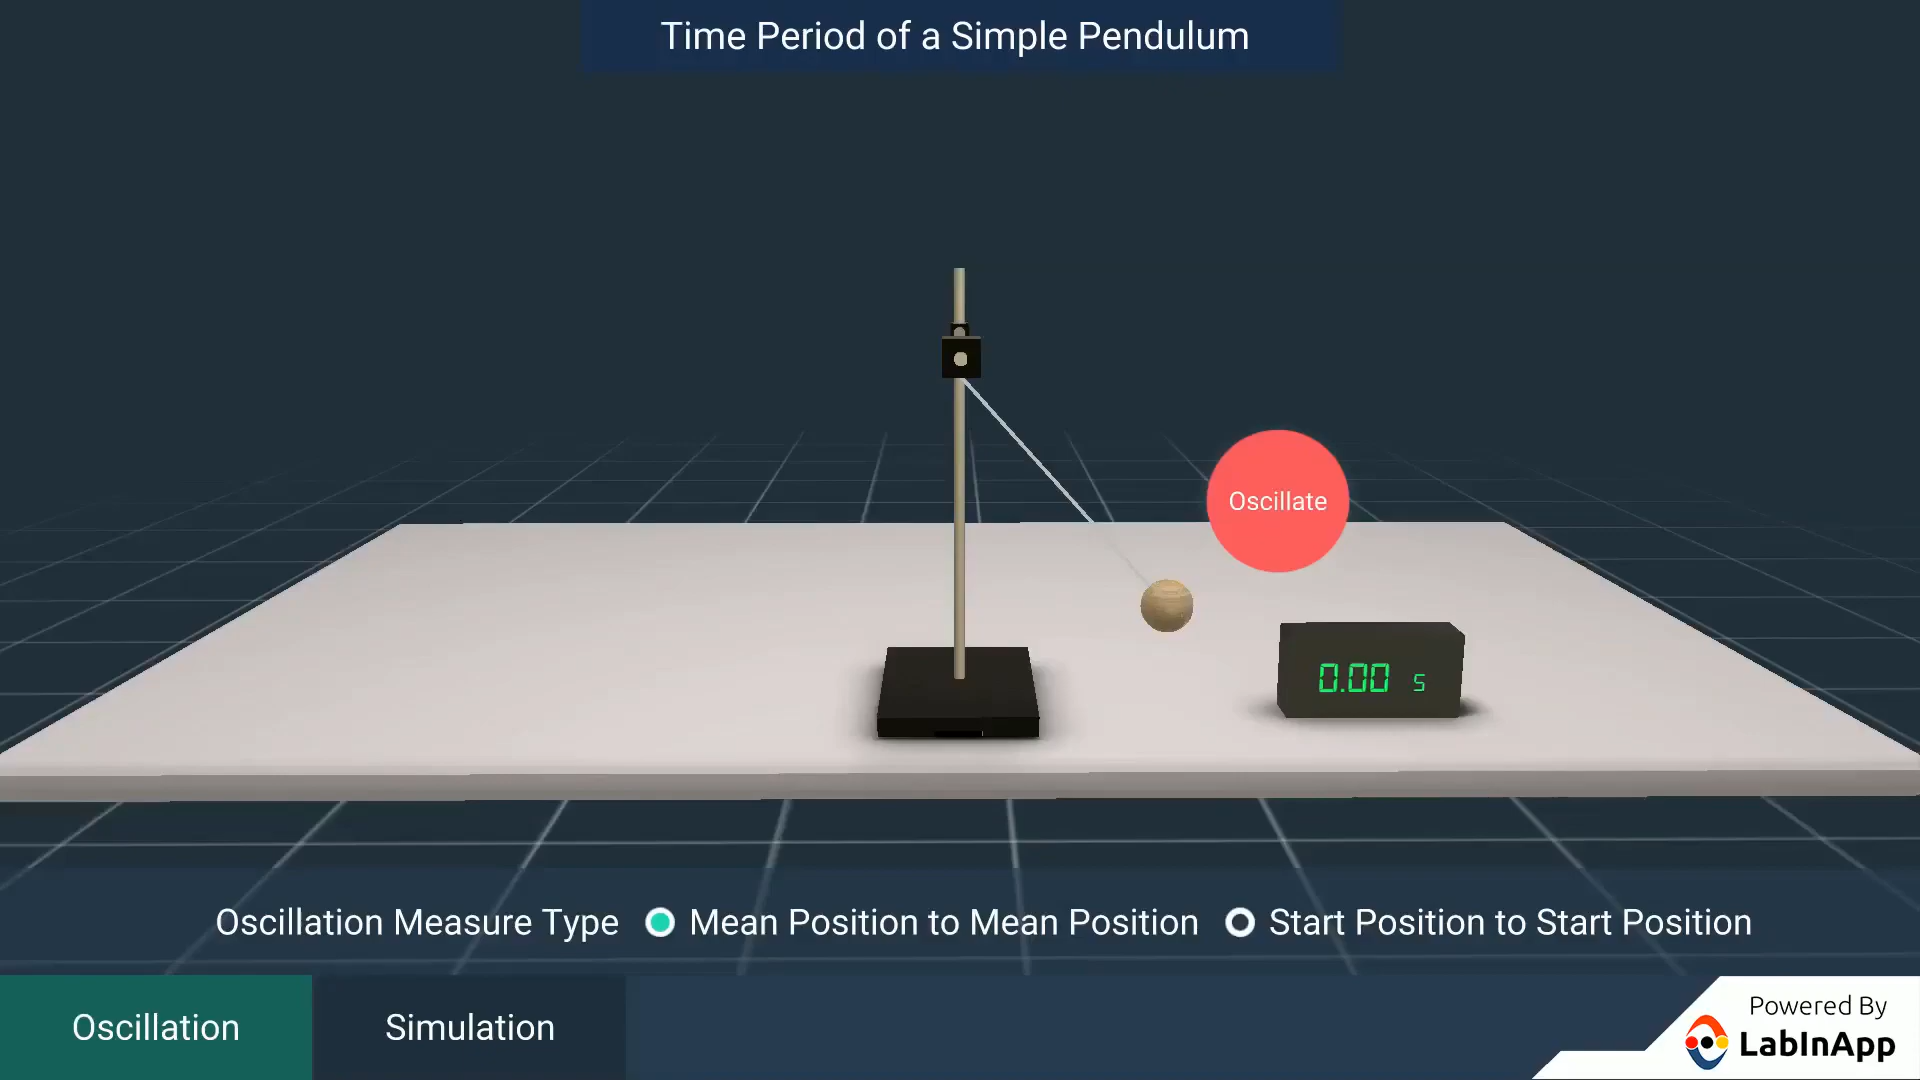 Time Period of a Simple Pendulum
Oscillate
0.00 s
Oscillation Measure Type Mean Position to Mean Position Start Position to Start Position
Oscillation Simulation
Powered By
LabInApp